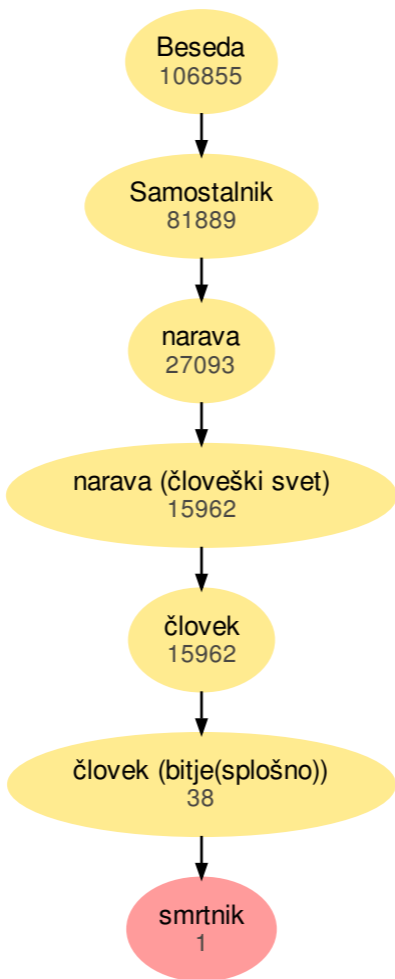 Beseda
106855
Samostalnik
81889
narava
27093
narava (človeški svet)
15962
človek
15962
človek (bitje(splošno))
38
smrtnik
1